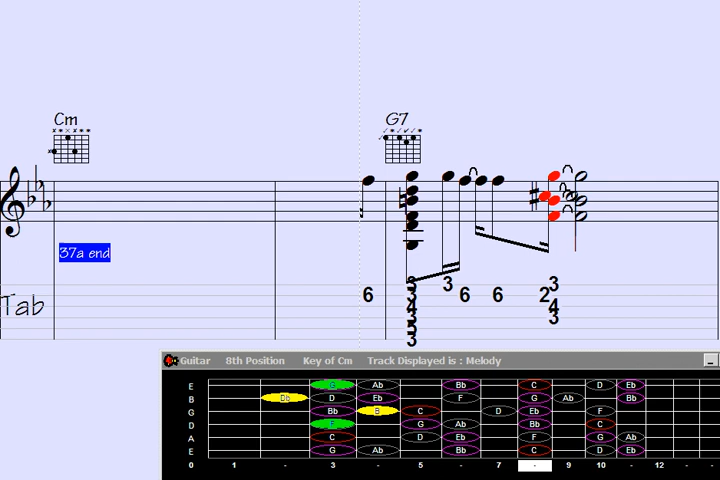 Cm G7
37a end
Tab
6 3 3 4 3 5 3 3 6 6 2 3 4 3
Guitar 8th Position Key of Cm Track Displayed is : Melody
E G Ab Bb C D Eb
B Db D Eb F G Ab Bb
G Bb B C D Eb F
D F G Ab Bb C
A C D Eb F G Ab
E G Ab Bb C D Eb
0 1 - 3 - 5 - 7 - 9 10 - 12 - -